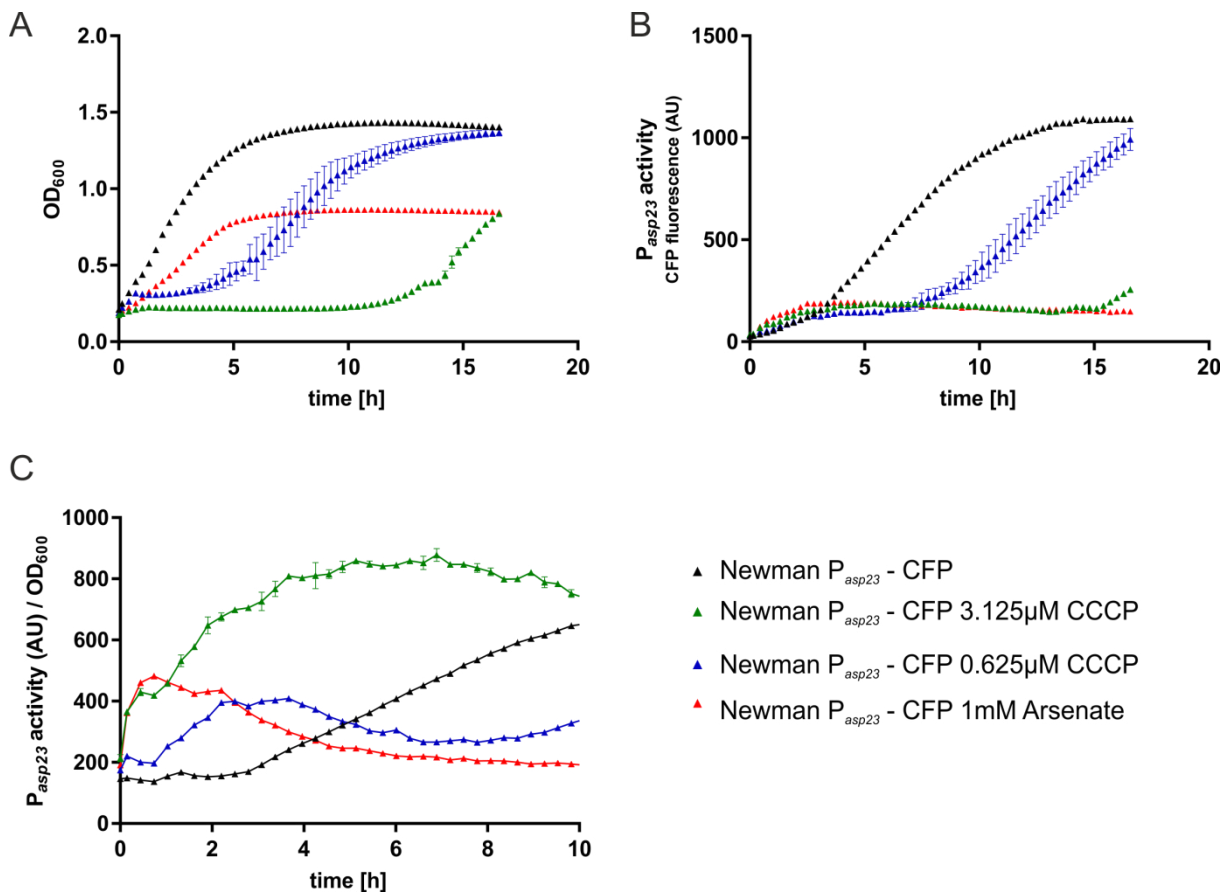 A
OD600
2.0
1.5
1.0
0.5
0.0
0 5 10 15 20
time [h]
B
Pasp23 activity
CFP fluorescence (AU)
1500
1000
500
0
0 5 10 15 20
time [h]
C
Pasp23 activity (AU) / OD600
1000
800
600
400
200
0
0 2 4 6 8 10
time [h]
Newman Pasp23 - CFP
Newman Pasp23 - CFP 3.125µM CCCP
Newman Pasp23 - CFP 0.625µM CCCP
Newman Pasp23 - CFP 1mM Arsenate